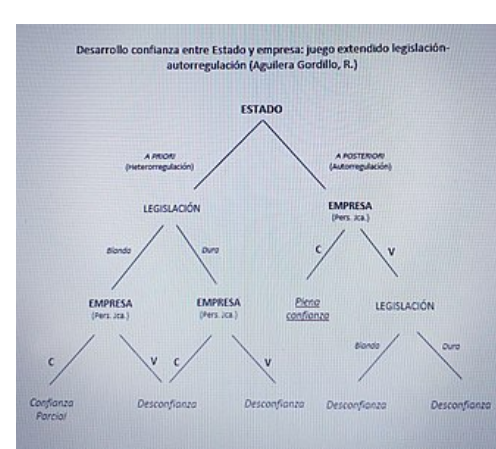 Desarrollo confianza entre Estado y empresa: juego extendido legislación-
autorregulación (Aguilera Gordillo, R.)
ESTADO
A PRIORI
(Heterorregulación)
A POSTERIORI
(Autorregulación)
LEGISLACIÓN
EMPRESA
(Pers. Jca.)
Blanda
Dura
C
V
EMPRESA
(Pers. Jca.)
EMPRESA
(Pers. Jca.)
Plena
confianza
LEGISLACIÓN
Blanda
Dura
C
V
C
V
Confianza
Parcial
Desconfianza
Desconfianza
Desconfianza
Desconfianza